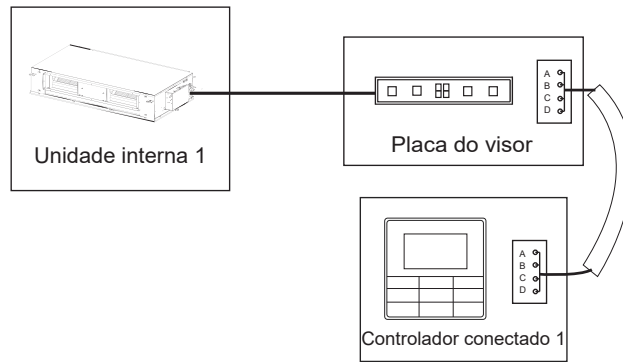 Unidade interna 1
A
B
C
D
Placa do visor
A
B
C
D
Controlador conectado 1